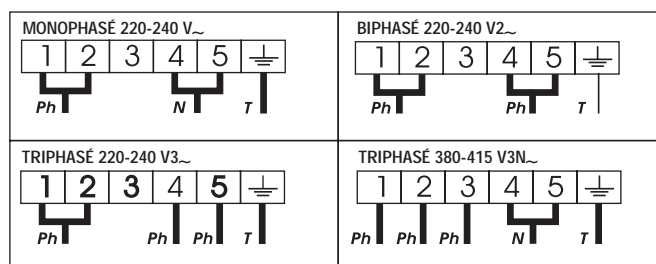 MONOPHASÉ 220-240 V~
1 2 3 4 5
Ph N T
BIPHASÉ 220-240 V2~
1 2 3 4 5
Ph Ph T
TRIPHASÉ 220-240 V3~
1 2 3 4 5
Ph Ph Ph T
TRIPHASÉ 380-415 V3N~
1 2 3 4 5
Ph Ph Ph N T